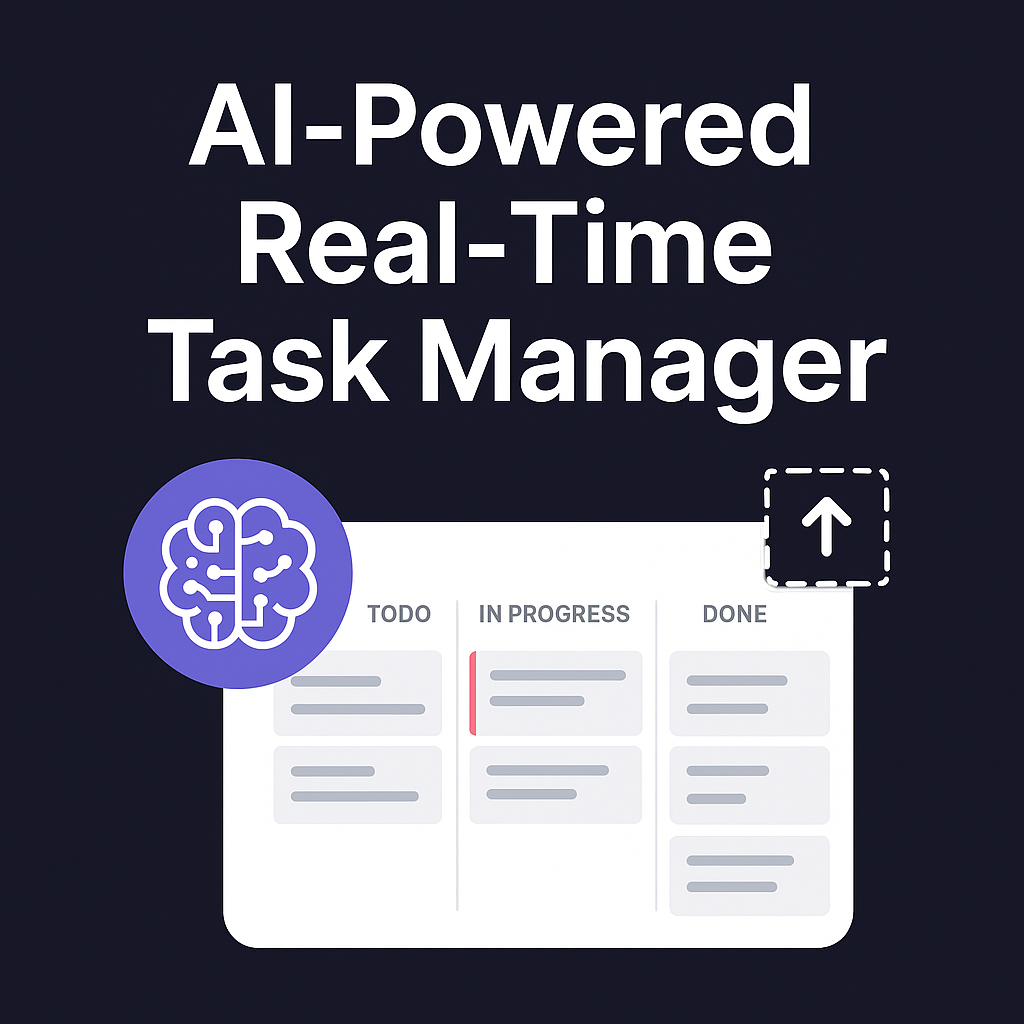 AI-Powered
Real-Time
Task Manager
TODO
IN PROGRESS
DONE